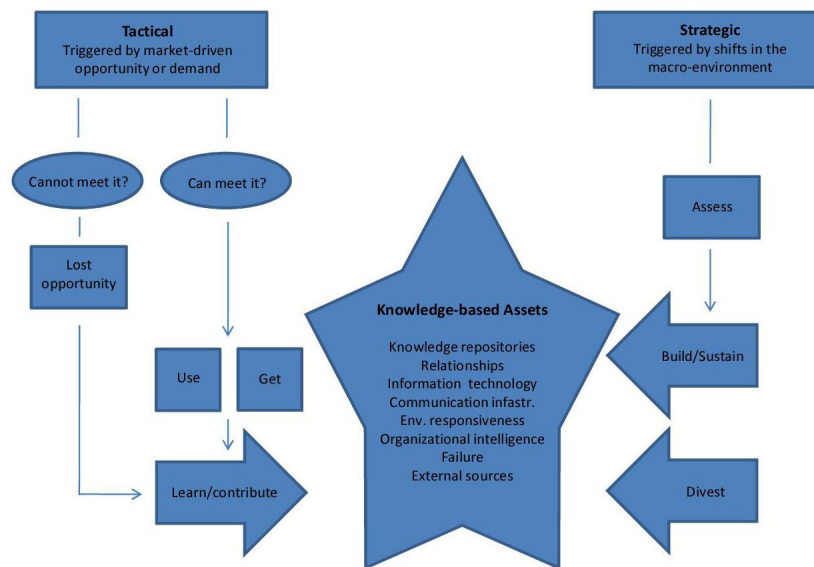 Tactical
Triggered by market-driven
opportunity or demand
Strategic
Triggered by shifts in the
macro-environment
Cannot meet it?
Can meet it?
Assess
Lost
opportunity
Knowledge-based Assets
Knowledge repositories
Relationships
Information technology
Communication infastr.
Env. responsiveness
Organizational intelligence
Failure
External sources
Build/Sustain
Use
Get
Learn/contribute
Divest